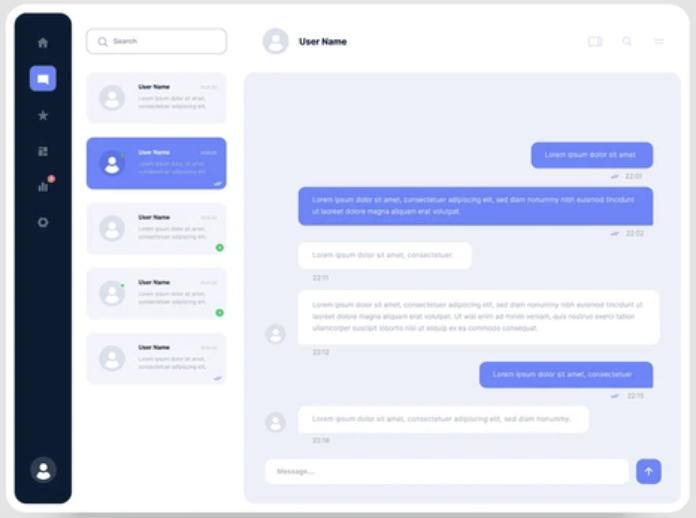 Search
User Name
Lorem ipsum dolor sit amet,
consectetuer adipiscing elit,
User Name
Lorem ipsum dolor sit amet,
consectetuer adipiscing elit,
User Name
Lorem ipsum dolor sit amet,
consectetuer adipiscing elit,
User Name
Lorem ipsum dolor sit amet,
consectetuer adipiscing elit,
User Name
Lorem ipsum dolor sit amet,
consectetuer adipiscing elit,
User Name
Lorem ipsum dolor sit amet
22:01
Lorem ipsum dolor sit amet, consectetuer adipiscing elit, sed diam nonummy nibh euismod tincidunt
ut laoreet dolore magna aliquam erat volutpat.
22:02
Lorem ipsum dolor sit amet, consectetuer
22:11
Lorem ipsum dolor sit amet, consectetuer adipiscing elit, sed diam nonummy nibh euismod tincidunt ut
laoreet dolore magna aliquam erat volutpat. Ut wisi enim ad minim veniam, quis nostrud exerci tation
ullamcorper suscipit lobortis nisl ut aliquip ex ea commodo consequat.
22:12
Lorem ipsum dolor sit amet, consectetuer
22:15
Lorem ipsum dolor sit amet, consectetuer adipiscing elit, sed diam nonummy.
22:18
Message...